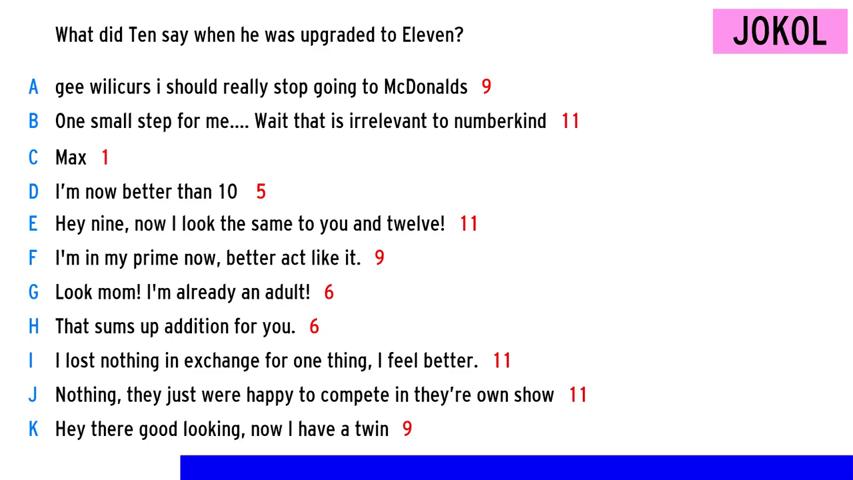 What did Ten say when he was upgraded to Eleven?
JOKOL
A gee wilicurs i should really stop going to McDonalds 9
B One small step for me.... Wait that is irrelevant to numberkind 11
C Max 1
D I'm now better than 10 5
E Hey nine, now I look the same to you and twelve! 11
F I'm in my prime now, better act like it. 9
G Look mom! I'm already an adult! 6
H That sums up addition for you. 6
I I lost nothing in exchange for one thing, I feel better. 11
J Nothing, they just were happy to compete in they're own show 11
K Hey there good looking, now I have a twin 9